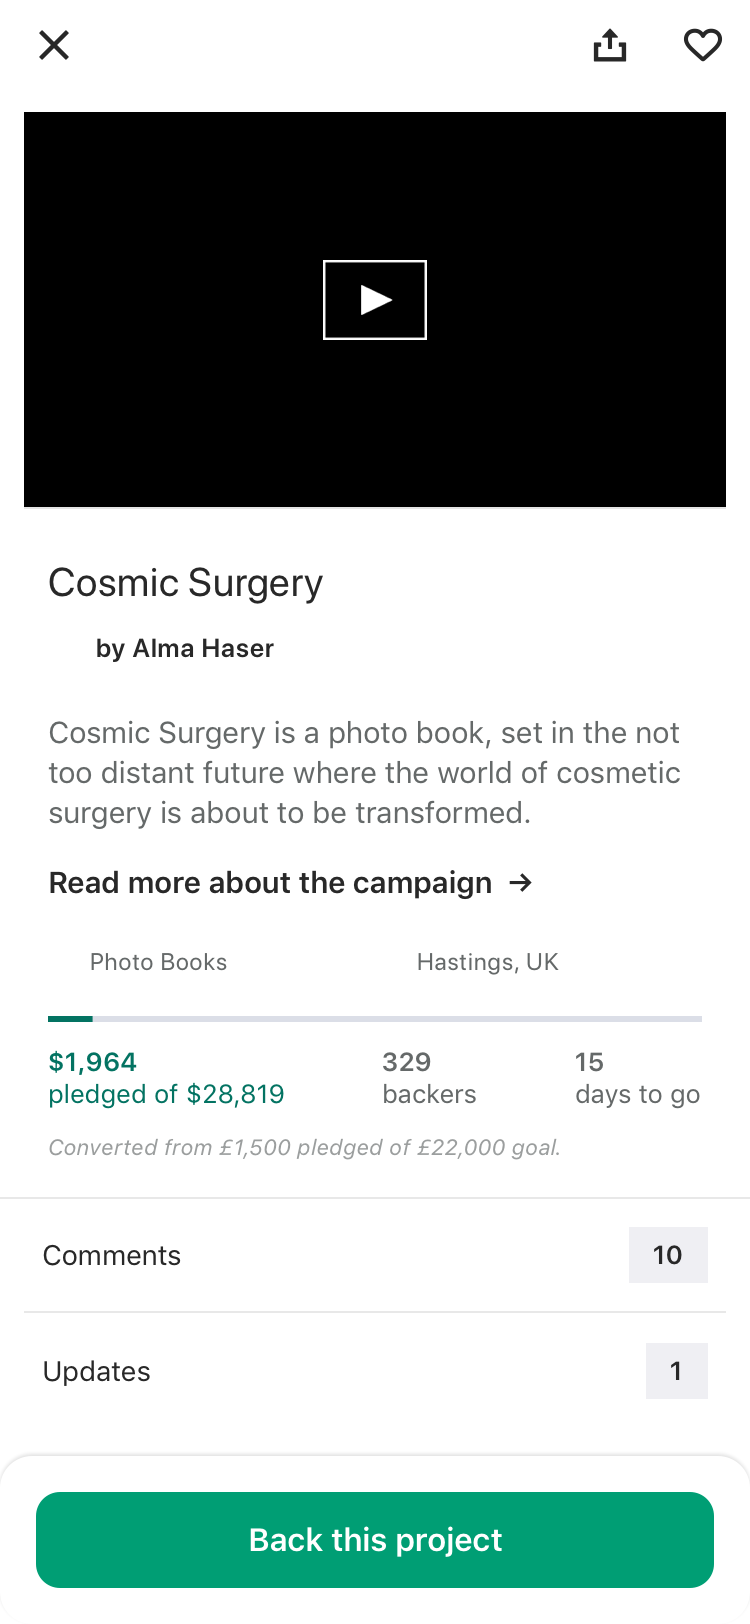 Cosmic Surgery
by Alma Haser
Cosmic Surgery is a photo book, set in the not
too distant future where the world of cosmetic
surgery is about to be transformed.
Read more about the campaign →
Photo Books
Hastings, UK
$1,964
pledged of $28,819
329
backers
15
days to go
Converted from £1,500 pledged of £22,000 goal.
Comments
10
Updates
1
Back this project